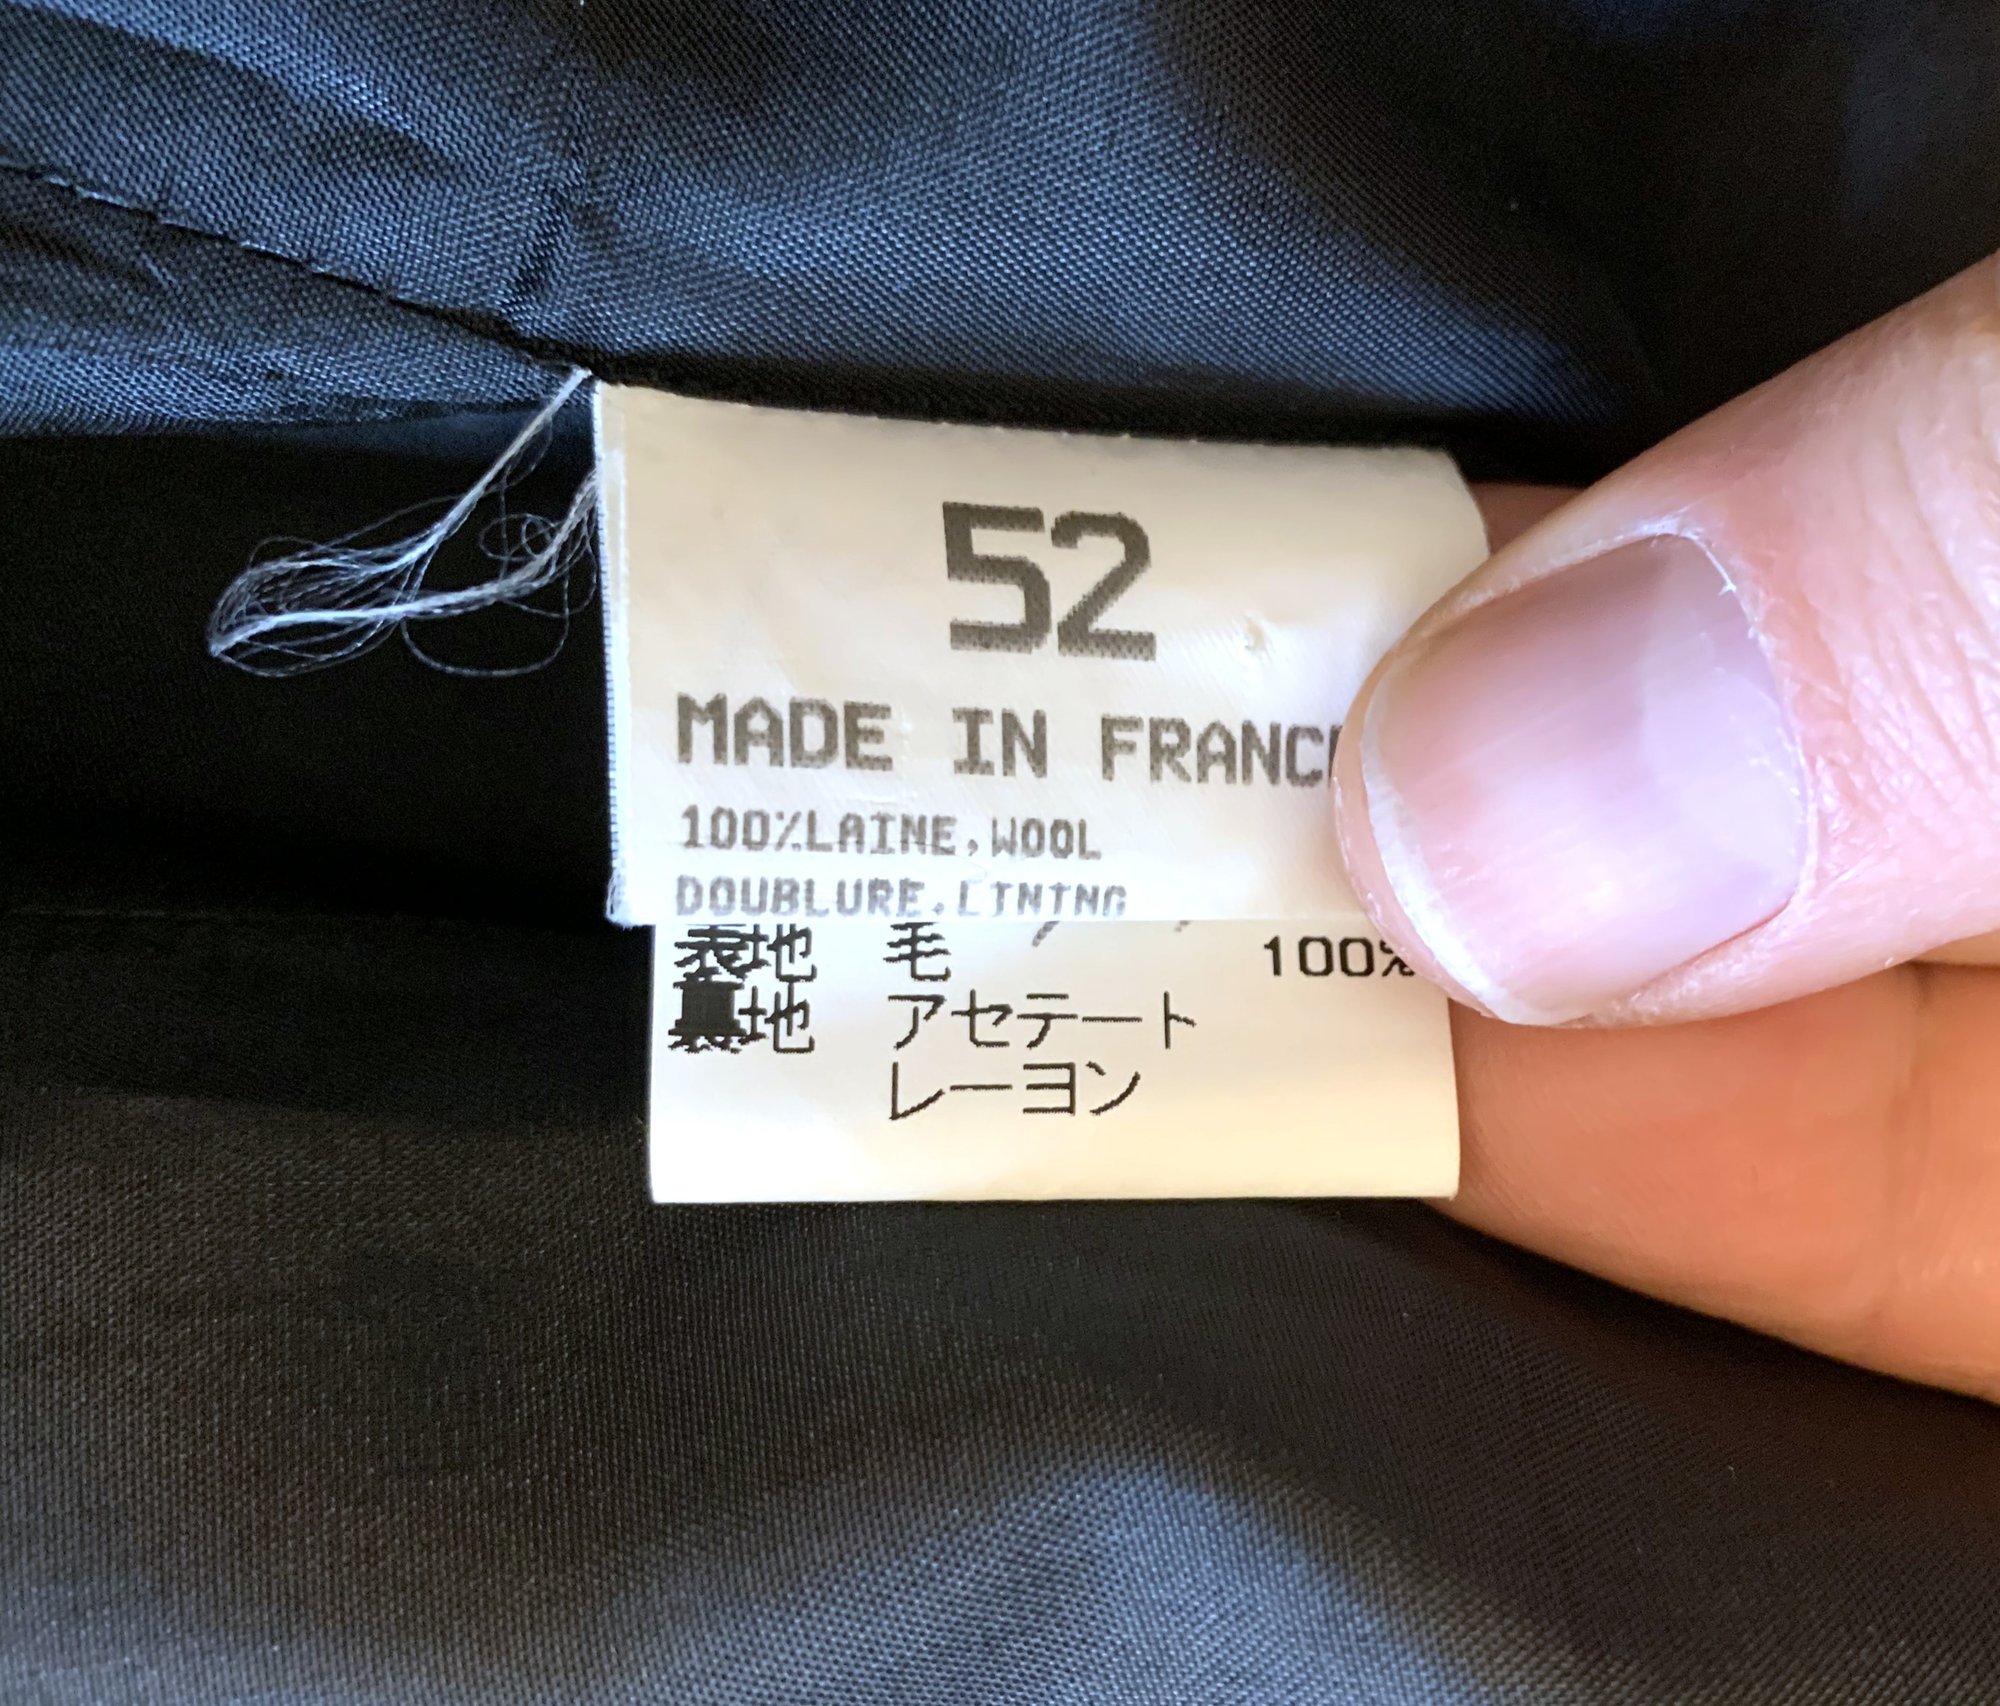 52
MADE IN FRANC
100%LAINE,WOOL
DOUBLURE,LINING
表地 毛 100%
裏地 アセテート
レーヨン